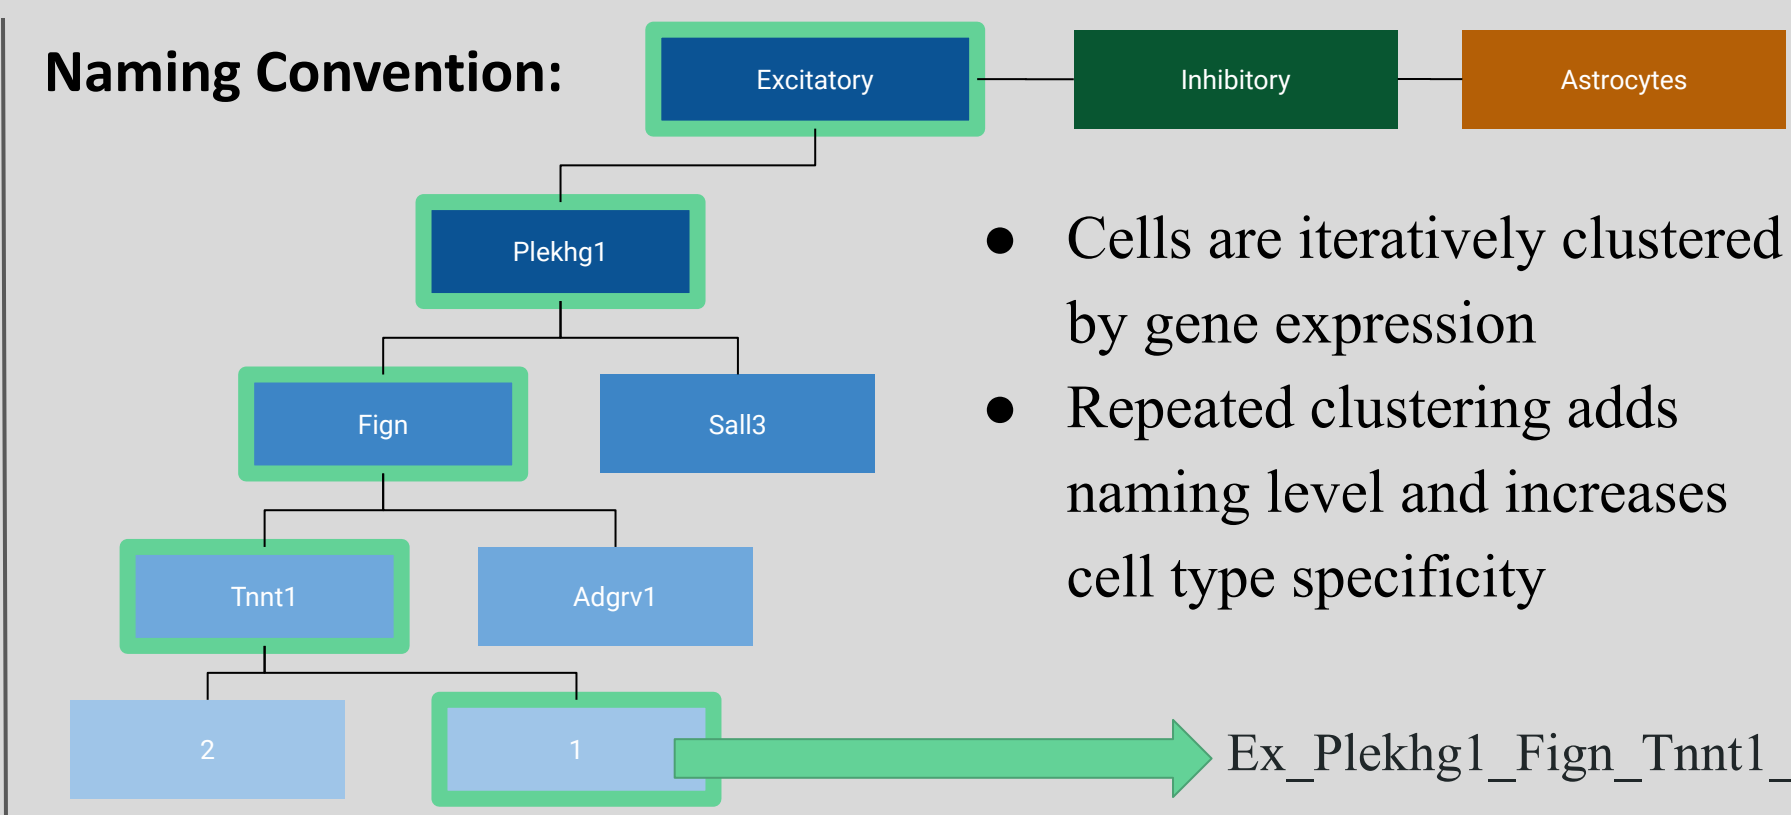 Naming Convention:
Excitatory
Inhibitory
Astrocytes
Plekhg1
Fign
Sall3
Tnnt1
Adgrv1
2
1
● Cells are iteratively clustered
by gene expression
● Repeated clustering adds
naming level and increases
cell type specificity
Ex_Plekhg1_Fign_Tnnt1_